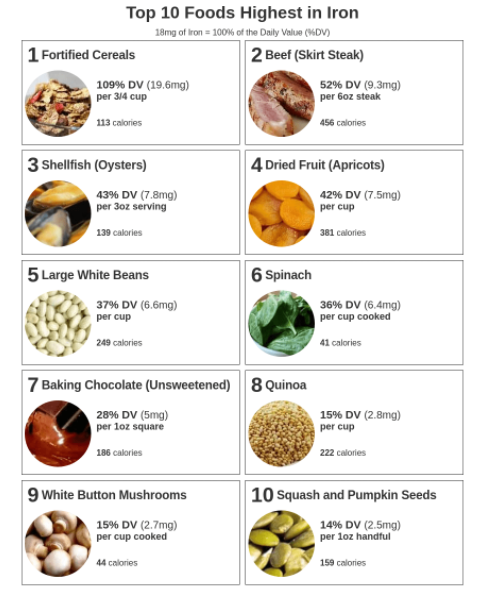 Top 10 Foods Highest in Iron
18mg of Iron = 100% of the Daily Value (%DV)
1 Fortified Cereals
109% DV (19.6mg)
per 3/4 cup
113 calories
2 Beef (Skirt Steak)
52% DV (9.3mg)
per 6oz steak
456 calories
3 Shellfish (Oysters)
43% DV (7.8mg)
per 3oz serving
139 calories
4 Dried Fruit (Apricots)
42% DV (7.5mg)
per cup
381 calories
5 Large White Beans
37% DV (6.6mg)
per cup
249 calories
6 Spinach
36% DV (6.4mg)
per cup cooked
41 calories
7 Baking Chocolate (Unsweetened)
28% DV (5mg)
per 1oz square
186 calories
8 Quinoa
15% DV (2.8mg)
per cup
222 calories
9 White Button Mushrooms
15% DV (2.7mg)
per cup cooked
44 calories
10 Squash and Pumpkin Seeds
14% DV (2.5mg)
per 1oz handful
159 calories